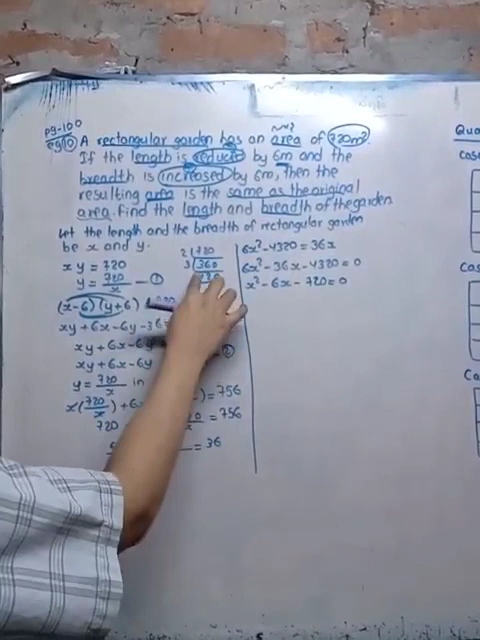 Pg-100
eg 10 A rectangular garden has an area of 720m².
If the length is reduced by 6m and the
breadth is increased by 6m, then the
resulting area is the same as the original
area. Find the length and breadth of the garden.
Let the length and the breadth of rectangular garden
be x and y.
xy = 720
y = 720/x — ①
(x-6)(y+6)
xy+6x-6y-36
xy+6x-6y
xy+6x-6y ②
y = 720/x in
x(720/x)+6x ) = 756
720 = 756
= 36
2 | 720
3 | 360
6x²-4320 = 36x
6x²-36x-4320 = 0
x²-6x-720=0
Qua
Case
Cas
Ca